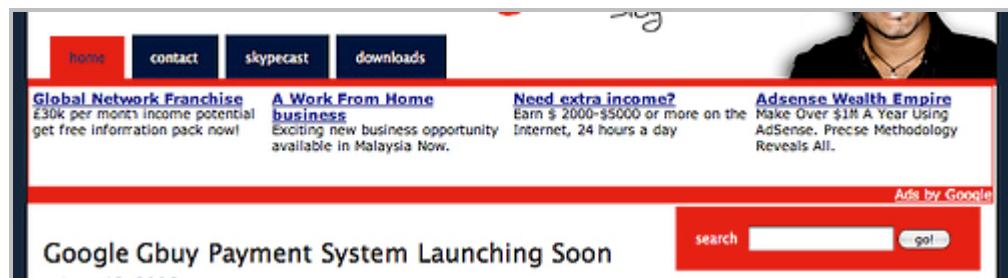 home contact skypecast downloads
Global Network Franchise
£30k per month income potential
get free information pack now!
A Work From Home
business
Exciting new business opportunity
available in Malaysia Now.
Need extra income?
Earn $ 2000-$5000 or more on the
Internet, 24 hours a day
Adsense Wealth Empire
Make Over $1M A Year Using
AdSense. Precse Methodology
Reveals All.
Ads by Google
search go!
Google Gbuy Payment System Launching Soon